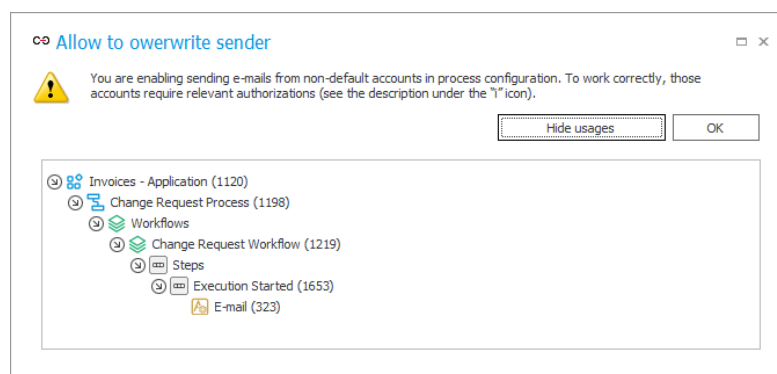 Allow to owerwrite sender
You are enabling sending e-mails from non-default accounts in process configuration. To work correctly, those
accounts require relevant authorizations (see the description under the "i" icon).
Hide usages OK
Invoices - Application (1120)
Change Request Process (1198)
Workflows
Change Request Workflow (1219)
Steps
Execution Started (1653)
E-mail (323)